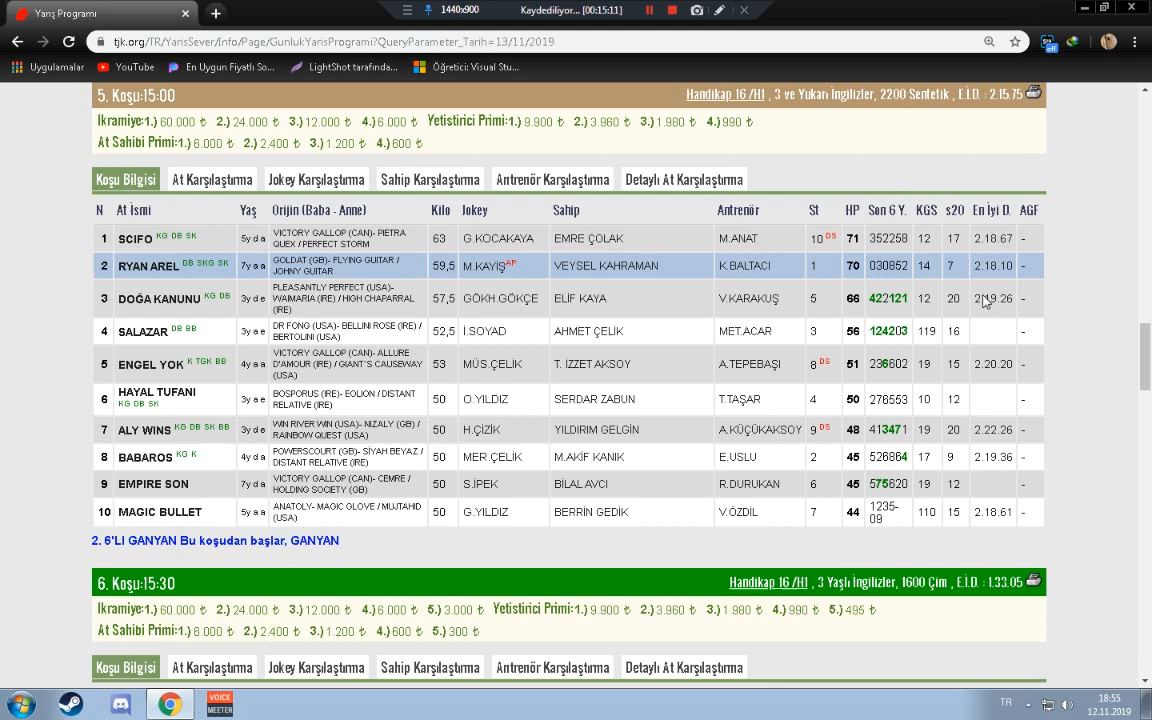 Yarış Programı
1440x900
Kaydediliyor... [00:15:11]
tjk.org/TR/YarisSever/Info/Page/GunlukYarisProgrami?QueryParameter_Tarih=13/11/2019
Uygulamalar YouTube En Uygun Fiyatlı So... LightShot tarafında... Öğretici: Visual Stu...
off
5. Koşu:15:00 Handikap 16 /H1 , 3 ve Yukarı İngilizler, 2200 Sentetik , E.İ.D. : 2.15.75
İkramiye:1.) 60.000 ₺ 2.) 24.000 ₺ 3.) 12.000 ₺ 4.) 6.000 ₺ Yetistirici Primi:1.) 9.900 ₺ 2.) 3.960 ₺ 3.) 1.980 ₺ 4.) 990 ₺
At Sahibi Primi:1.) 6.000 ₺ 2.) 2.400 ₺ 3.) 1.200 ₺ 4.) 600 ₺
Koşu Bilgisi At Karşılaştırma Jokey Karşılaştırma Sahip Karşılaştırma Antrenör Karşılaştırma Detaylı At Karşılaştırma
N At İsmi Yaş Orijin (Baba - Anne) Kilo Jokey Sahip Antrenör St HP Son 6 Y. KGS s20 En İyi D. AGF
1 SCIFO KG DB SK 5y d a VICTORY GALLOP (CAN)- PIETRA QUEX / PERFECT STORM 63 G.KOCAKAYA EMRE ÇOLAK M.ANAT 10 DS 71 352258 12 17 2.18.67 -
2 RYAN AREL DB SKG SK 7y a a GOLDAT (GB)- FLYING GUITAR / JOHNY GUITAR 59,5 M.KAYIŞ AP VEYSEL KAHRAMAN K.BALTACI 1 70 030852 14 7 2.18.10 -
3 DOĞA KANUNU KG DB 3y d e PLEASANTLY PERFECT (USA)- WAIMARIA (IRE) / HIGH CHAPARRAL (IRE) 57,5 GÖKH.GÖKÇE ELİF KAYA V.KARAKUŞ 5 66 422121 12 20 2.19.26 -
4 SALAZAR DB BB 3y a e DR FONG (USA)- BELLINI ROSE (IRE) / BERTOLINI (USA) 52,5 İ.SOYAD AHMET ÇELİK MET.ACAR 3 56 124203 119 16 -
5 ENGEL YOK K TGK BB 4y a a VICTORY GALLOP (CAN)- ALLURE D'AMOUR (IRE) / GIANT'S CAUSEWAY (USA) 53 MÜS.ÇELİK T. İZZET AKSOY A.TEPEBAŞI 8 DS 51 236602 19 15 2.20.20 -
6 HAYAL TUFANI KG DB SK 3y a e BOSPORUS (IRE)- EOLION / DISTANT RELATIVE (IRE) 50 O.YILDIZ SERDAR ZABUN T.TAŞAR 4 50 276553 10 12 -
7 ALY WINS KG DB SK BB 3y d e WIN RIVER WIN (USA)- NIZALY (GB) / RAINBOW QUEST (USA) 50 H.ÇİZİK YILDIRIM GELGİN A.KÜÇÜKAKSOY 9 DS 48 413471 19 20 2.22.26 -
8 BABAROS KG K 4y d a POWERSCOURT (GB)- SİYAH BEYAZ / DISTANT RELATIVE (IRE) 50 MER.ÇELİK M.AKİF KANIK E.USLU 2 45 526864 17 9 2.19.36 -
9 EMPIRE SON 7y d a VICTORY GALLOP (CAN)- CEMRE / HOLDING SOCIETY (GB) 50 S.İPEK BİLAL AVCI R.DURUKAN 6 45 575620 19 12 -
10 MAGIC BULLET 5y a a ANATOLY- MAGIC GLOVE / MUJTAHID (USA) 50 G.YILDIZ BERRİN GEDİK V.ÖZDİL 7 44 1235-09 110 15 2.18.61 -
2. 6'LI GANYAN Bu koşudan başlar, GANYAN
6. Koşu:15:30 Handikap 16 /H1 , 3 Yaşlı İngilizler, 1600 Çim , E.İ.D. : 1.33.05
İkramiye:1.) 60.000 ₺ 2.) 24.000 ₺ 3.) 12.000 ₺ 4.) 6.000 ₺ 5.) 3.000 ₺ Yetistirici Primi:1.) 9.900 ₺ 2.) 3.960 ₺ 3.) 1.980 ₺ 4.) 990 ₺ 5.) 495 ₺
At Sahibi Primi:1.) 6.000 ₺ 2.) 2.400 ₺ 3.) 1.200 ₺ 4.) 600 ₺ 5.) 300 ₺
Koşu Bilgisi At Karşılaştırma Jokey Karşılaştırma Sahip Karşılaştırma Antrenör Karşılaştırma Detaylı At Karşılaştırma
VOICE MEETER
TR
18:55
12.11.2019